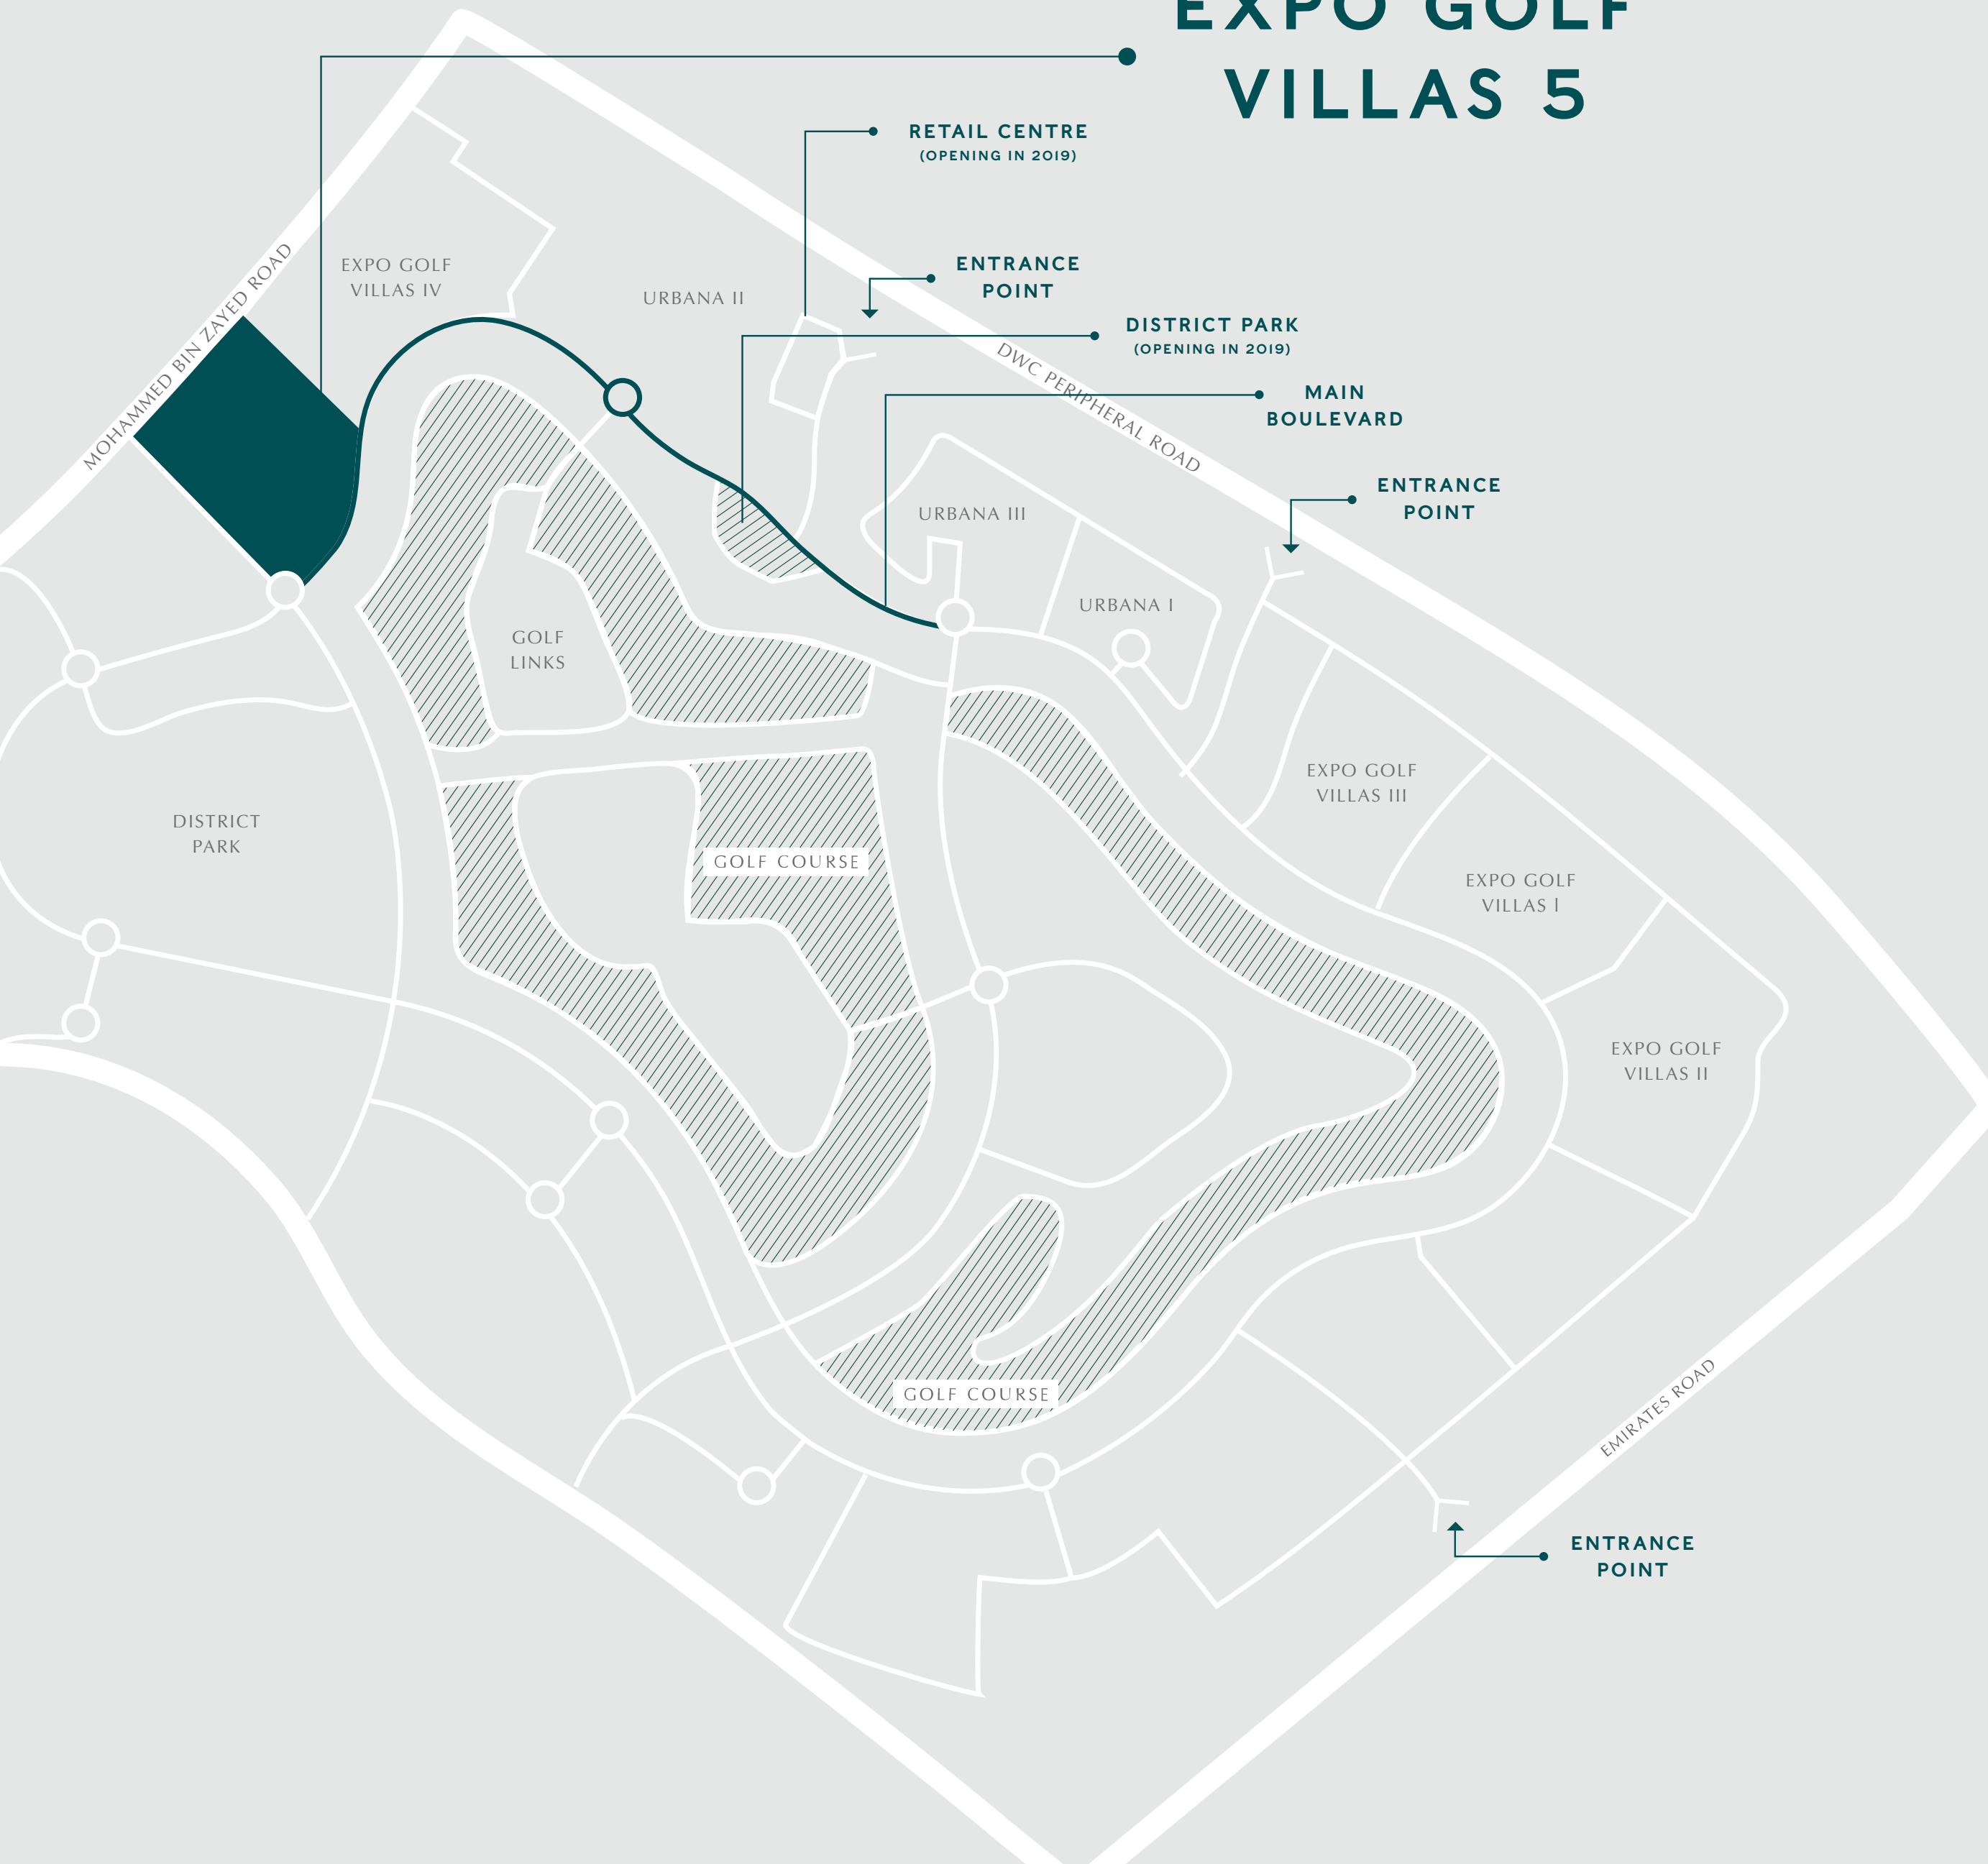 EXPO GOLF
VILLAS 5
RETAIL CENTRE
(OPENING IN 2019)
ENTRANCE
POINT
DISTRICT PARK
(OPENING IN 2019)
MAIN
BOULEVARD
ENTRANCE
POINT
MOHAMMED BIN ZAYED ROAD
EXPO GOLF
VILLAS IV
URBANA II
DWC PERIPHERAL ROAD
URBANA III
URBANA I
GOLF
LINKS
EXPO GOLF
VILLAS III
DISTRICT
PARK
GOLF COURSE
EXPO GOLF
VILLAS I
EXPO GOLF
VILLAS II
GOLF COURSE
EMIRATES ROAD
ENTRANCE
POINT